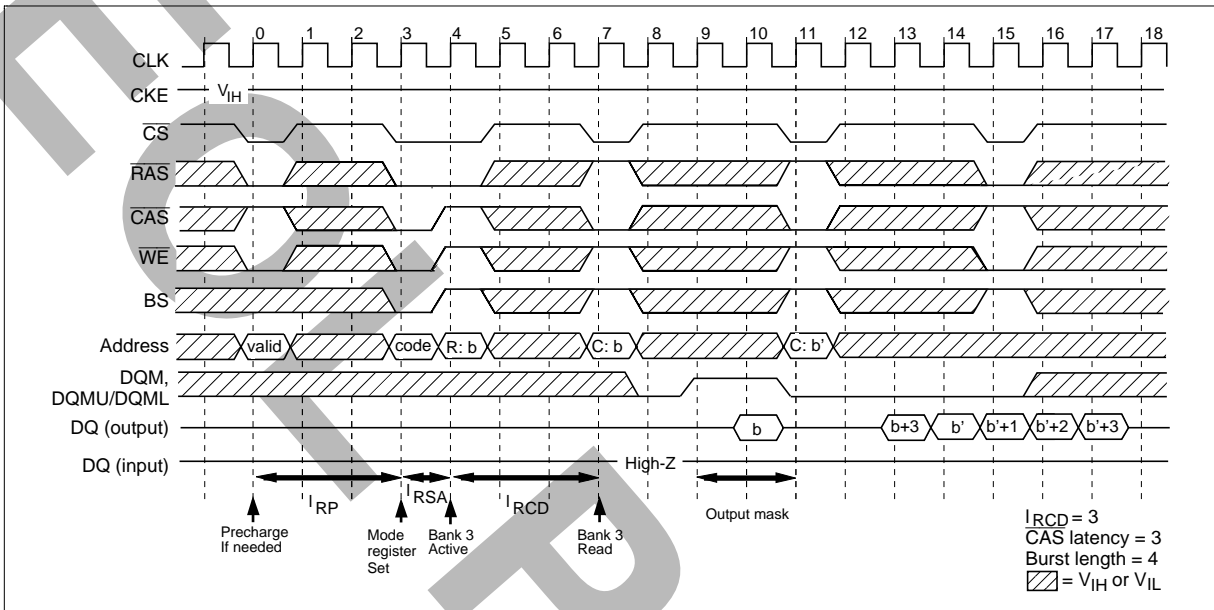 0 1 2 3 4 5 6 7 8 9 10 11 12 13 14 15 16 17 18
CLK
CKE VIH
CS
RAS
CAS
WE
BS
Address valid code R: b C: b C: b'
DQM,
DQMU/DQML
DQ (output) b b+3 b' b'+1 b'+2 b'+3
DQ (input) High-Z
lRP lRSA lRCD Output mask
Precharge
If needed
Mode
register
Set
Bank 3
Active
Bank 3
Read
lRCD = 3
CAS latency = 3
Burst length = 4
= VIH or VIL